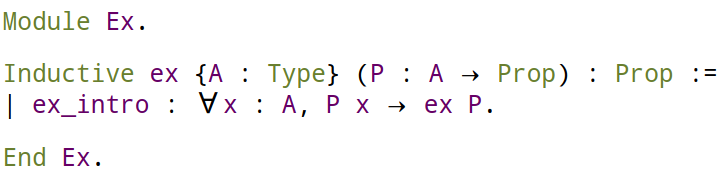 Module Ex.
Inductive ex {A : Type} (P : A → Prop) : Prop :=
| ex_intro : ∀ x : A, P x → ex P.
End Ex.